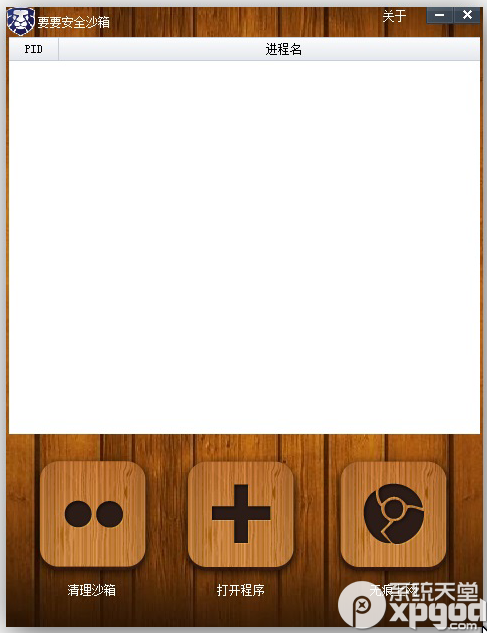 要要安全沙箱 关于
PID 进程名
清理沙箱 打开程序 无痕
系统天堂
xpgod
.com